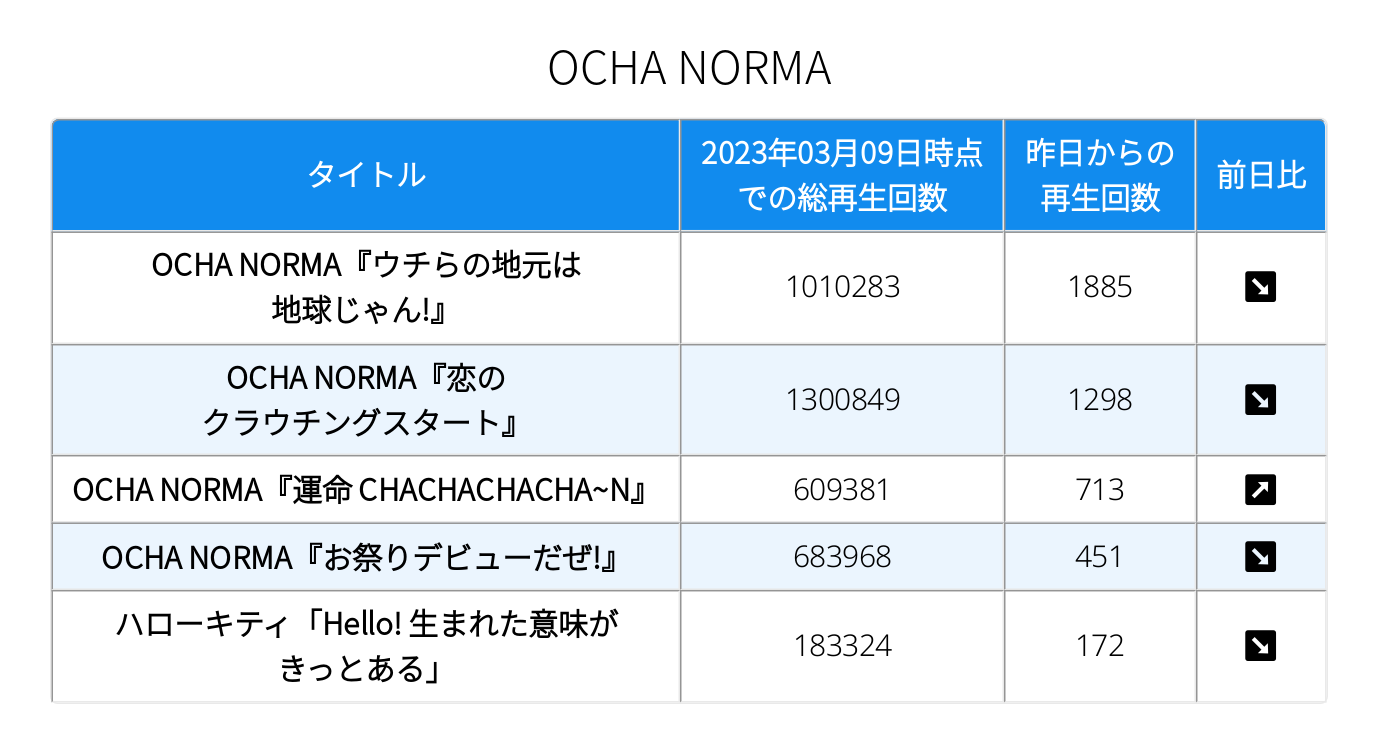 OCHA NORMA
タイトル
2023年03月09日時点
での総再生回数
昨日からの
再生回数
前日比
OCHA NORMA『ウチらの地元は
地球じゃん!』
1010283
1885
↘
OCHA NORMA『恋の
クラウチングスタート』
1300849
1298
↘
OCHA NORMA『運命 CHACHACHACHA~N』
609381
713
↗
OCHA NORMA『お祭りデビューだぜ!』
683968
451
↘
ハローキティ「Hello! 生まれた意味が
きっとある」
183324
172
↘